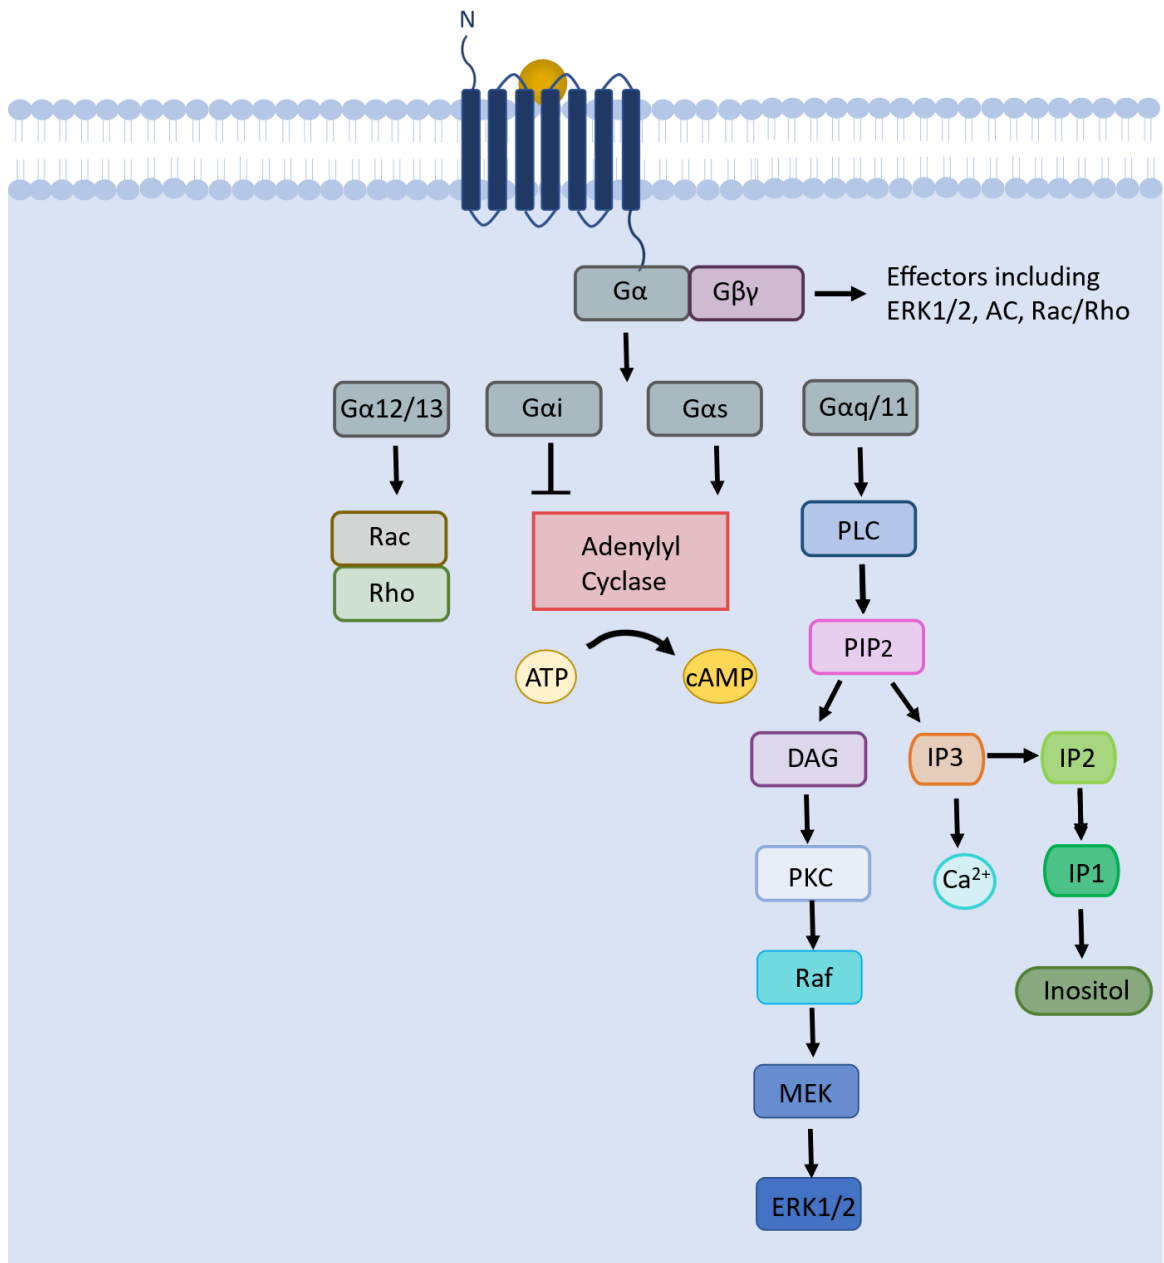 N
Gα
Gβγ
Effectors including
ERK1/2, AC, Rac/Rho
Gα12/13
Gαi
Gαs
Gαq/11
Rac
Rho
Adenylyl
Cyclase
PLC
PIP2
ATP
cAMP
DAG
IP3
IP2
PKC
Ca²⁺
IP1
Raf
Inositol
MEK
ERK1/2